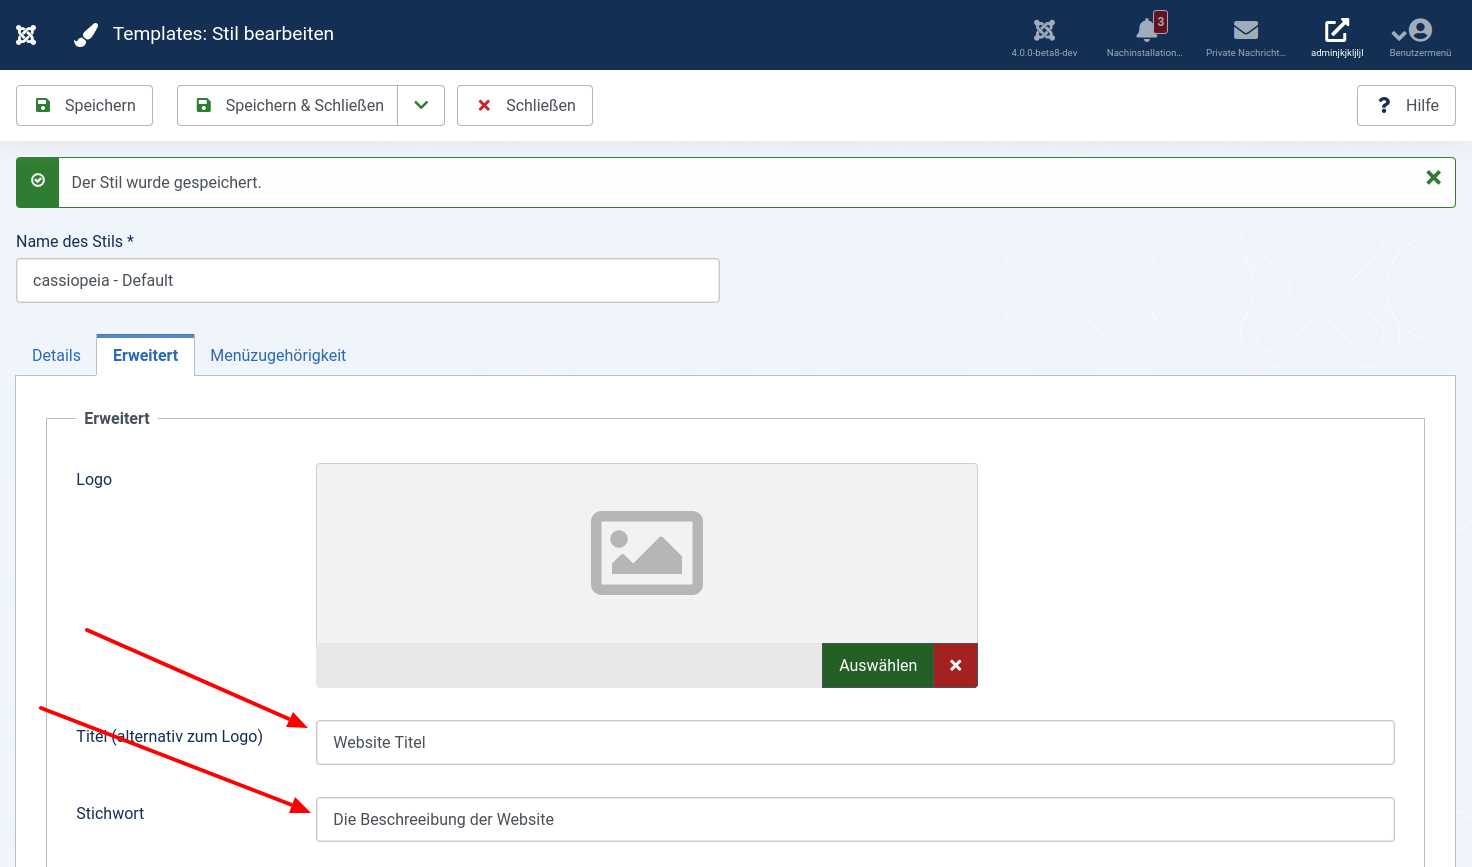 Templates: Stil bearbeiten
4.0.0-beta8-dev
3
Nachinstallation...
Private Nachricht...
adminjkjkljljl
Benutzermenü
Speichern
Speichern & Schließen
Schließen
? Hilfe
Der Stil wurde gespeichert.
Name des Stils *
cassiopeia - Default
Details
Erweitert
Menüzugehörigkeit
Erweitert
Logo
Auswählen
Titel (alternativ zum Logo)
Website Titel
Stichwort
Die Beschreeibung der Website